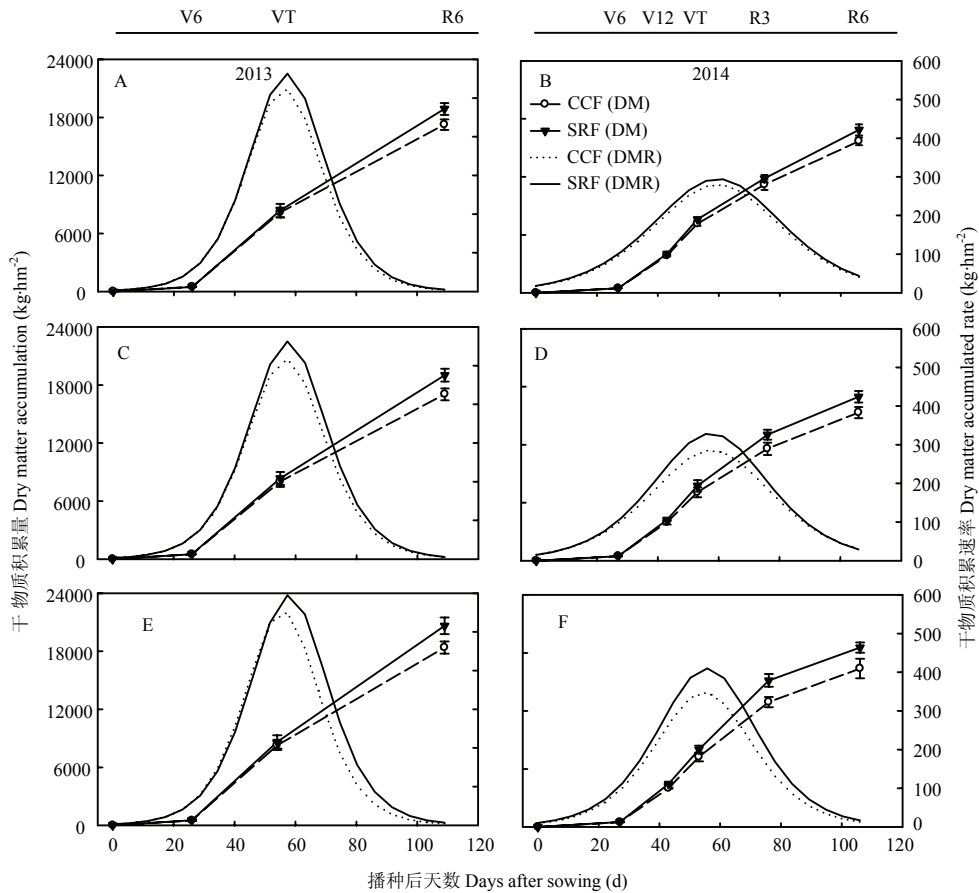 V6 VT R6
V6 V12 VT R3 R6
24000
18000
12000
6000
0
A
2013
B
2014
CCF (DM)
SRF (DM)
CCF (DMR)
SRF (DMR)
600
500
400
300
200
100
0
24000
18000
12000
6000
0
C
D
600
500
400
300
200
100
0
24000
18000
12000
6000
0
E
F
600
500
400
300
200
100
0
0 20 40 60 80 100 120
0 20 40 60 80 100 120
干 物质积累量 Dry matter accumulation (kg·hm⁻²)
干物质积累速率 Dry matter accumulated rate (kg·hm⁻²)
播种后天数 Days after sowing (d)